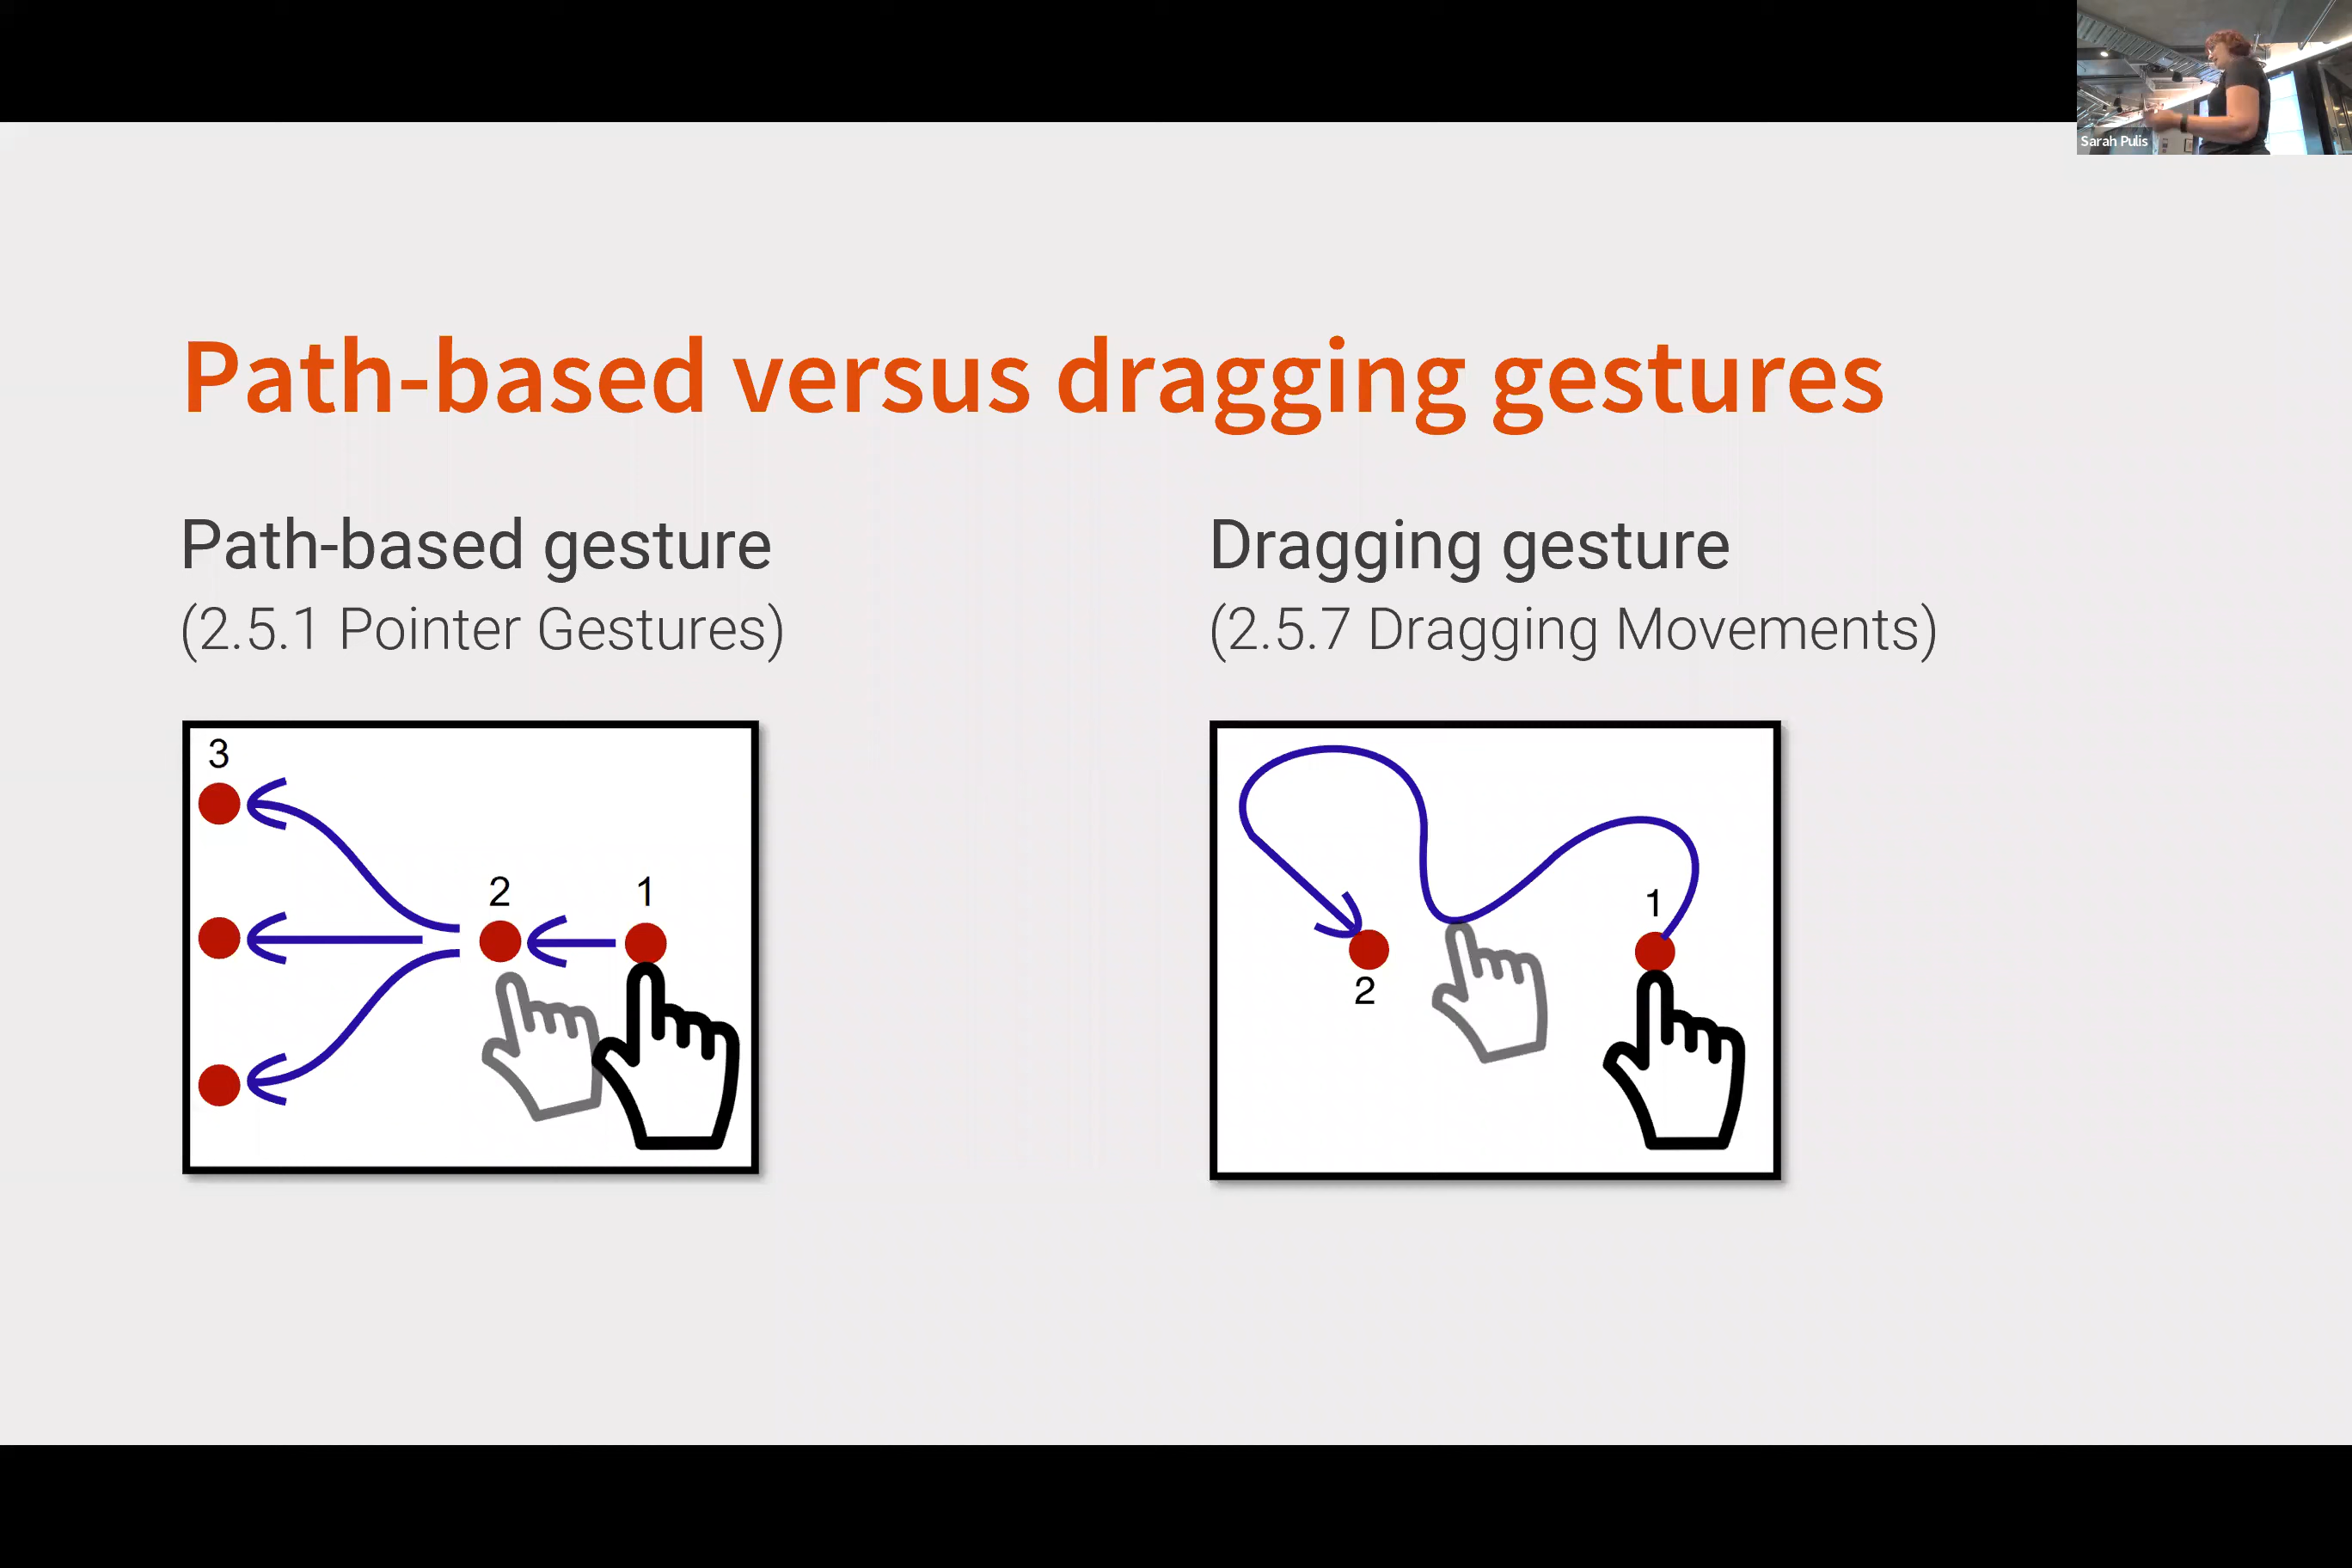 Sarah Pulis
Path-based versus dragging gestures
Path-based gesture
(2.5.1 Pointer Gestures)
3
2
1
Dragging gesture
(2.5.7 Dragging Movements)
1
2